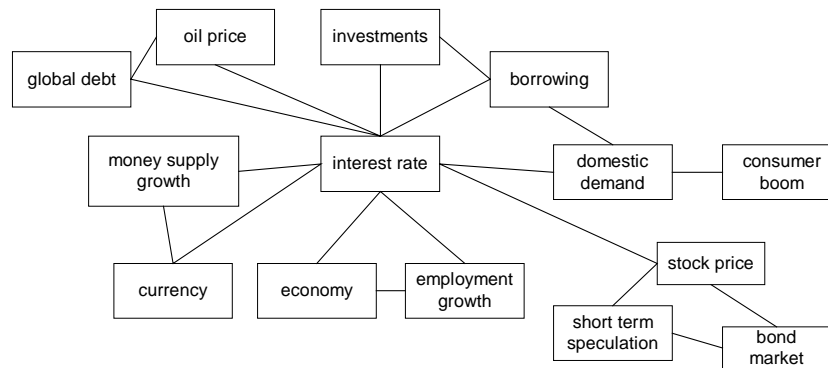 oil price
investments
global debt
borrowing
money supply
growth
interest rate
domestic
demand
consumer
boom
currency
economy
employment
growth
stock price
short term
speculation
bond
market